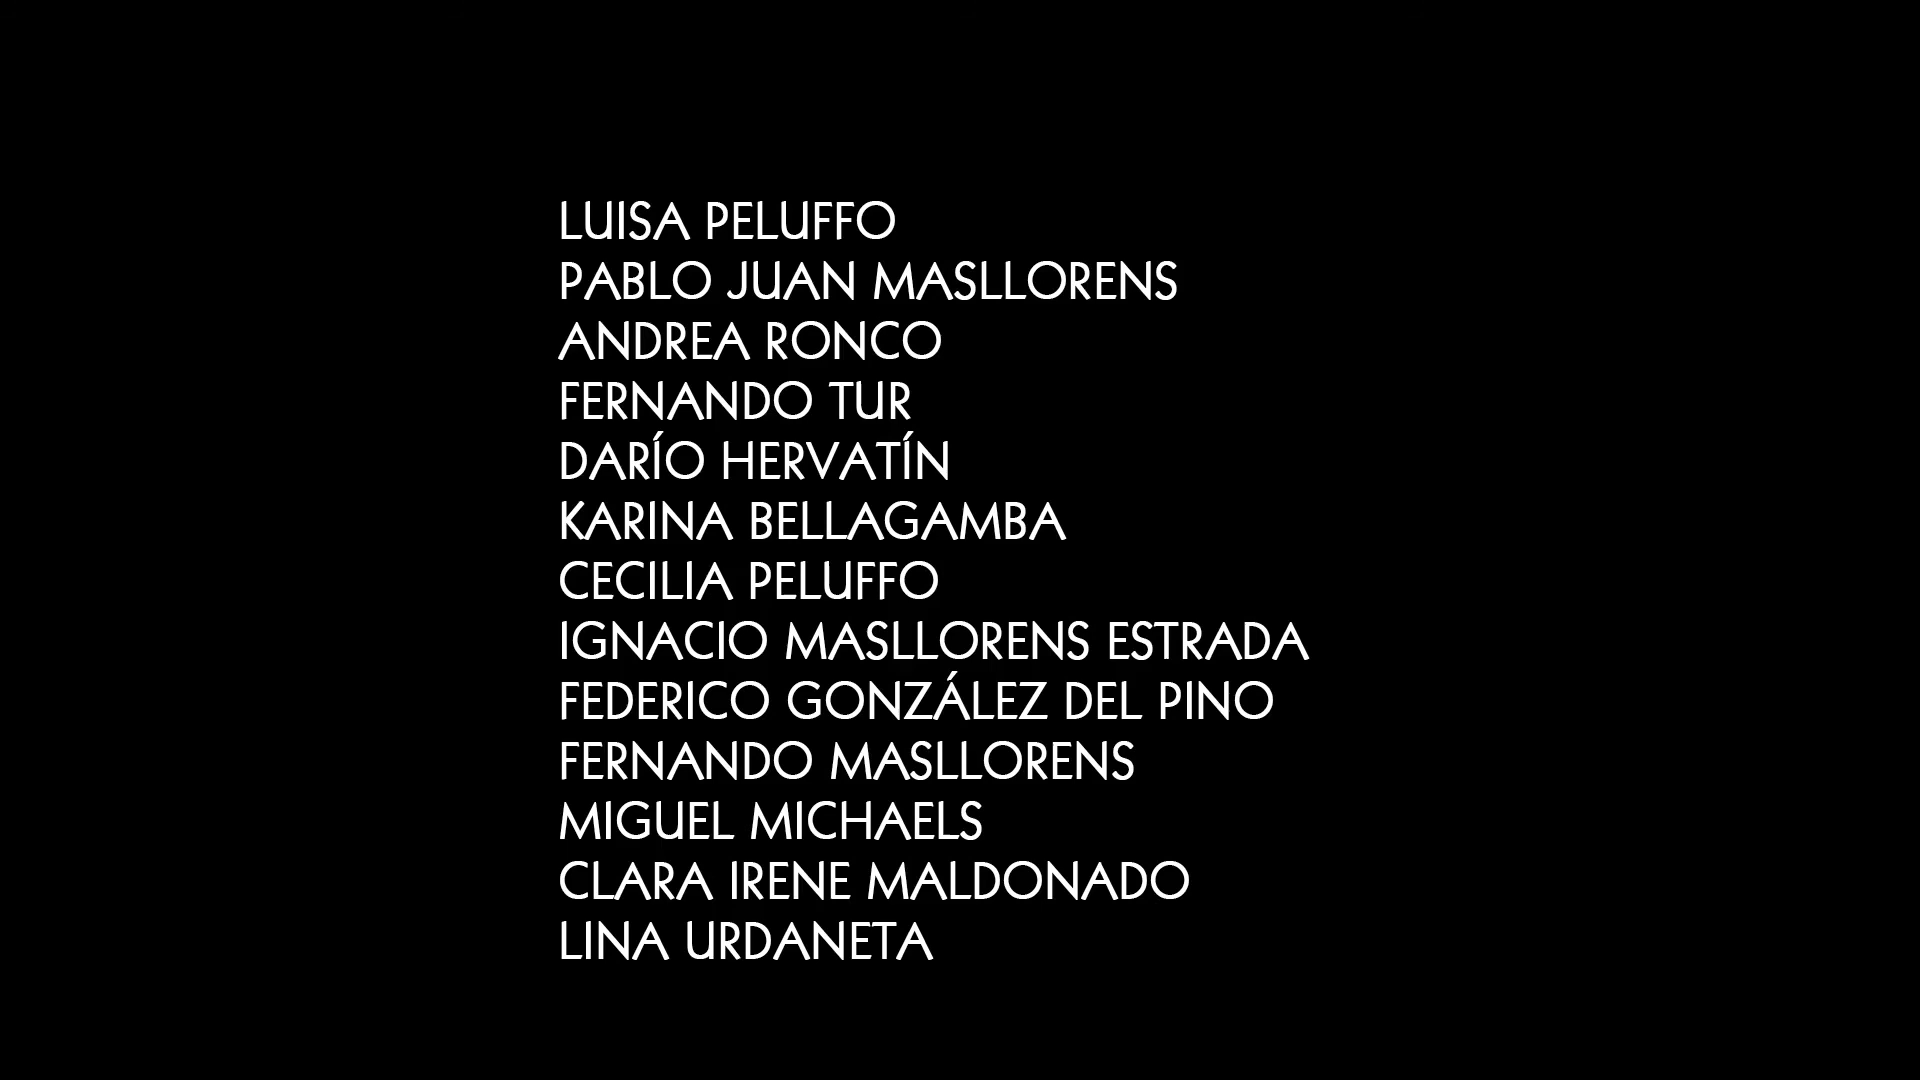 LUISA PELUFFO
PABLO JUAN MASLLORENS
ANDREA RONCO
FERNANDO TUR
DARÍO HERVATÍN
KARINA BELLAGAMBA
CECILIA PELUFFO
IGNACIO MASLLORENS ESTRADA
FEDERICO GONZÁLEZ DEL PINO
FERNANDO MASLLORENS
MIGUEL MICHAELS
CLARA IRENE MALDONADO
LINA URDANETA